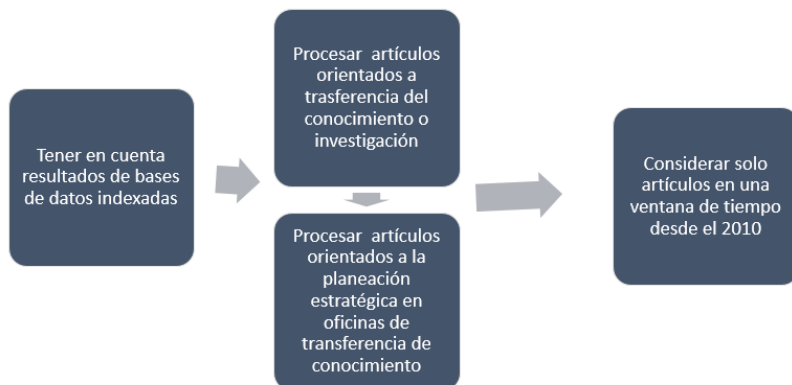 Tener en cuenta
resultados de bases
de datos indexadas
Procesar artículos
orientados a
trasferencia del
conocimiento o
investigación
Procesar artículos
orientados a la
planeación
estratégica en
oficinas de
transferencia de
conocimiento
Considerar solo
artículos en una
ventana de tiempo
desde el 2010